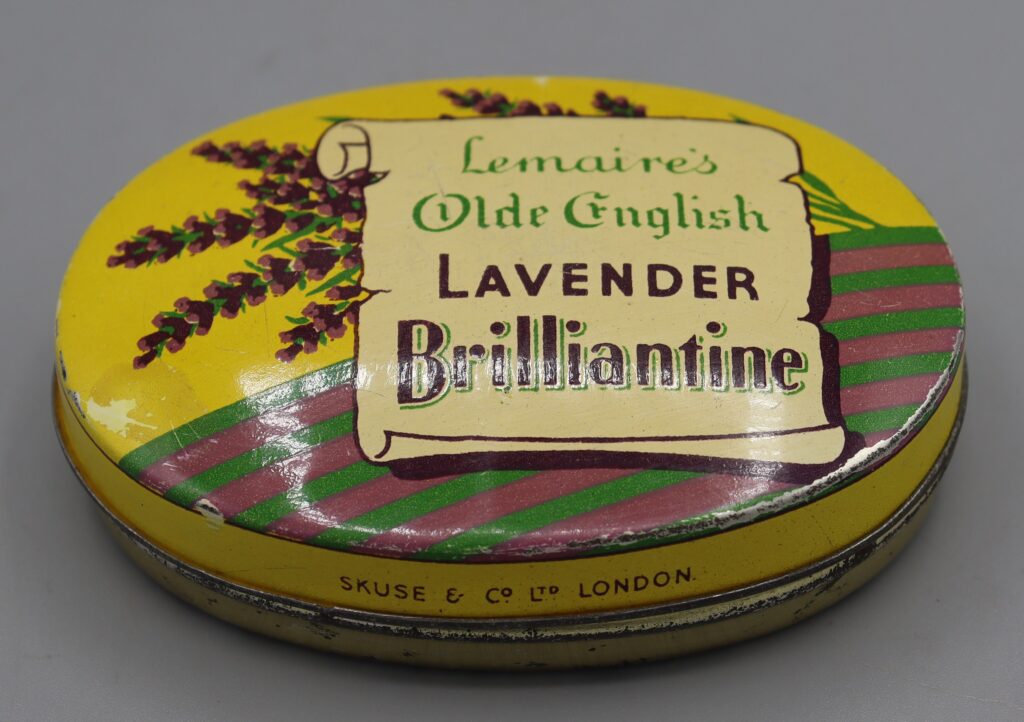 Lemaire's
Olde English
LAVENDER
Brilliantine
SKUSE & Co LTD LONDON.